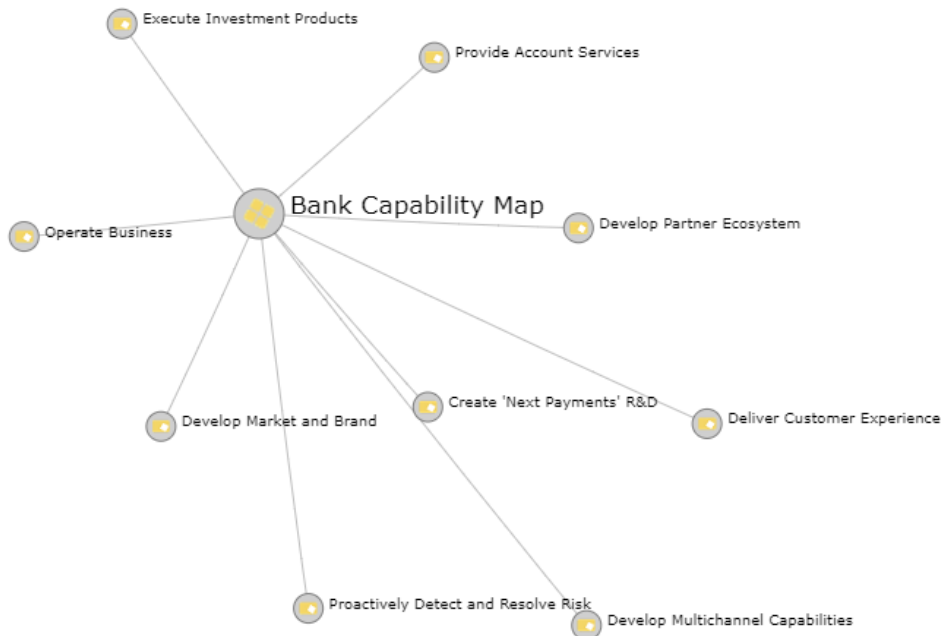 Execute Investment Products
Provide Account Services
Bank Capability Map
Develop Partner Ecosystem
Operate Business
Create 'Next Payments' R&D
Develop Market and Brand
Deliver Customer Experience
Proactively Detect and Resolve Risk
Develop Multichannel Capabilities